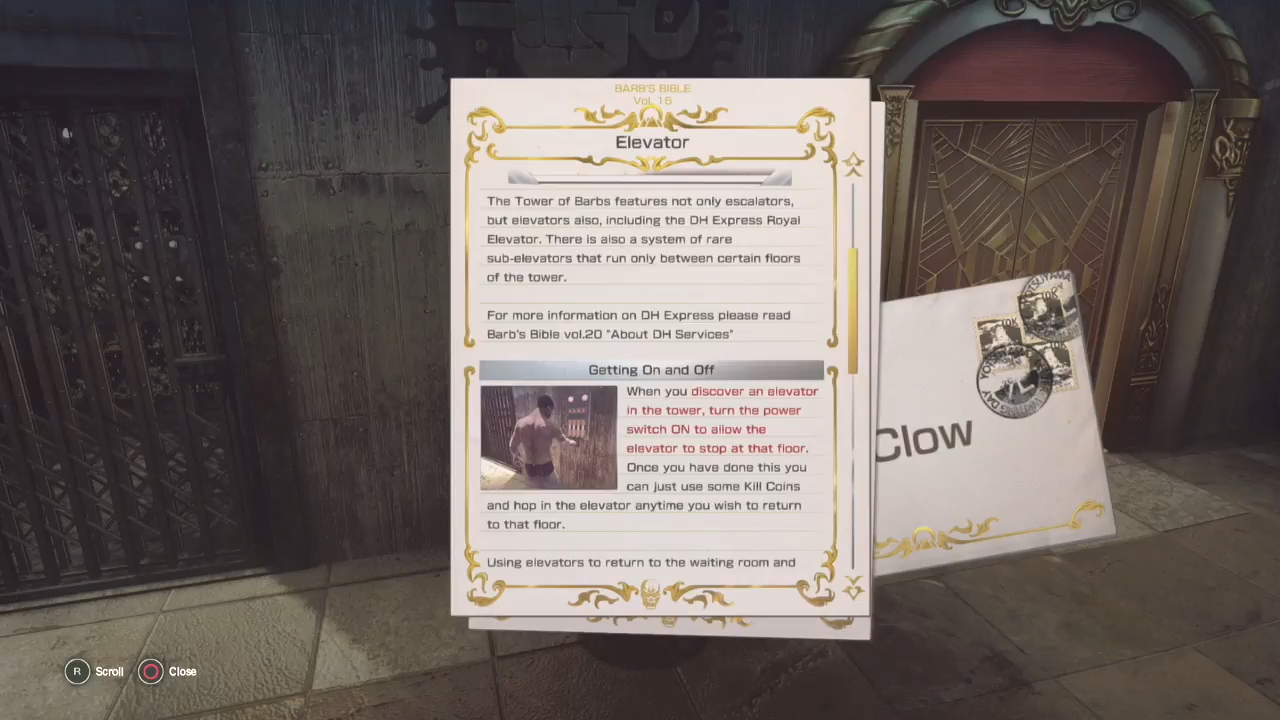 BARB'S BIBLE
Vol. 15
Elevator
The Tower of Barbs features not only escalators,
but elevators also, including the DH Express Royal
Elevator. There is also a system of rare
sub-elevators that run only between certain floors
of the tower.
For more information on DH Express please read
Barb's Bible vol.20 "About DH Services"
Getting On and Off
When you discover an elevator
in the tower, turn the power
switch ON to allow the
elevator to stop at that floor.
Once you have done this you
can just use some Kill Coins
and hop in the elevator anytime you wish to return
to that floor.
Using elevators to return to the waiting room and
Clow
R Scroll Close